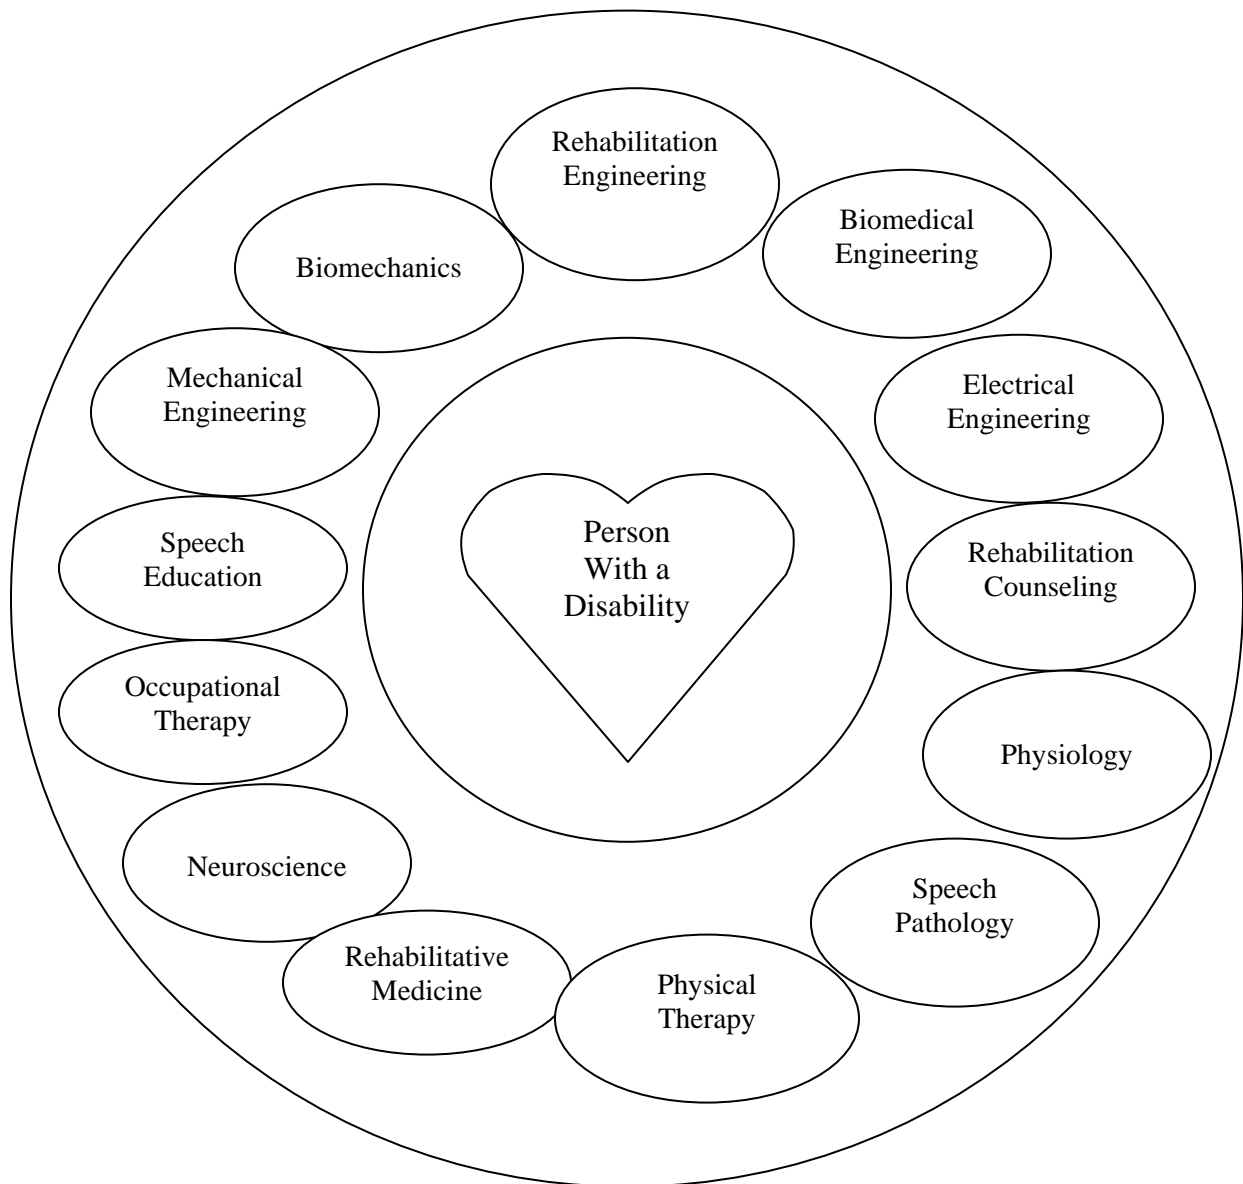 Rehabilitation
Engineering
Biomedical
Engineering
Biomechanics
Mechanical
Engineering
Electrical
Engineering
Person
With a
Disability
Speech
Education
Rehabilitation
Counseling
Occupational
Therapy
Physiology
Neuroscience
Speech
Pathology
Rehabilitative
Medicine
Physical
Therapy